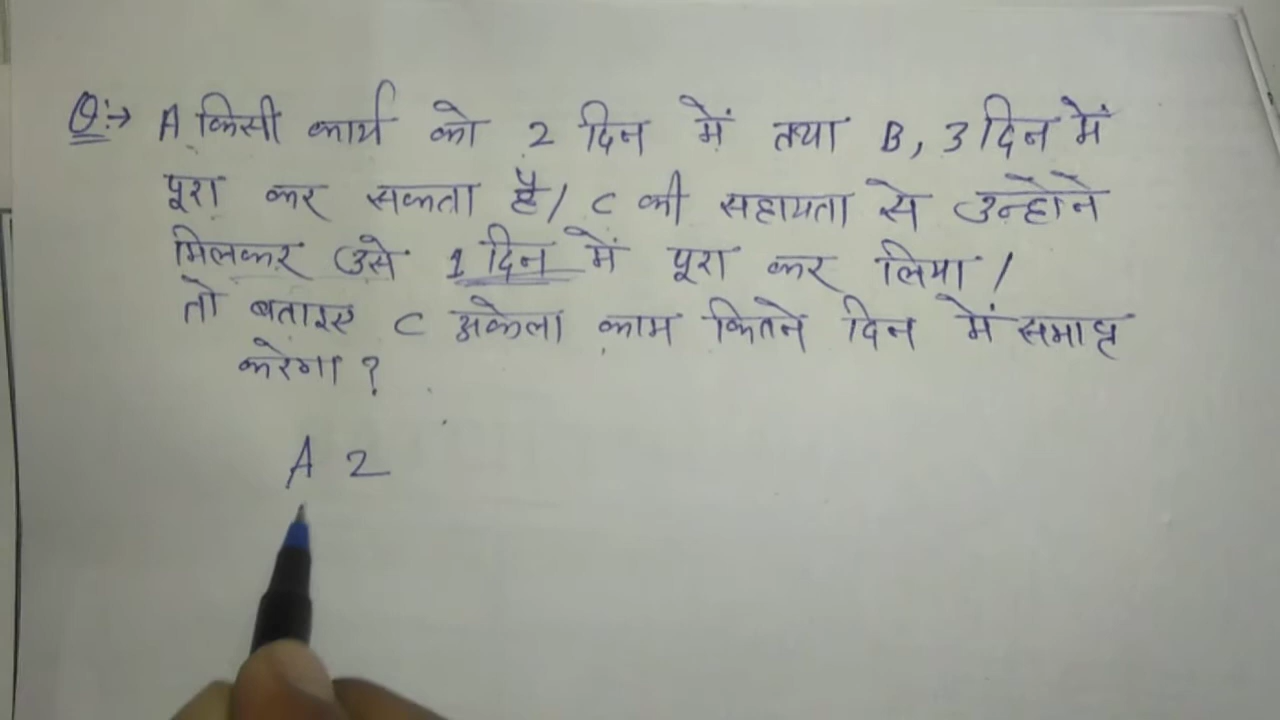 Q:→ A किसी कार्य को 2 दिन में तथा B, 3 दिन में
पूरा कर सकता है/ C की सहायता से उन्होंने
मिलकर उसे 1 दिन में पूरा कर लिया /
तो बताइए C अकेला काम कितने दिन में समाप्त
करेगा ?
A 2